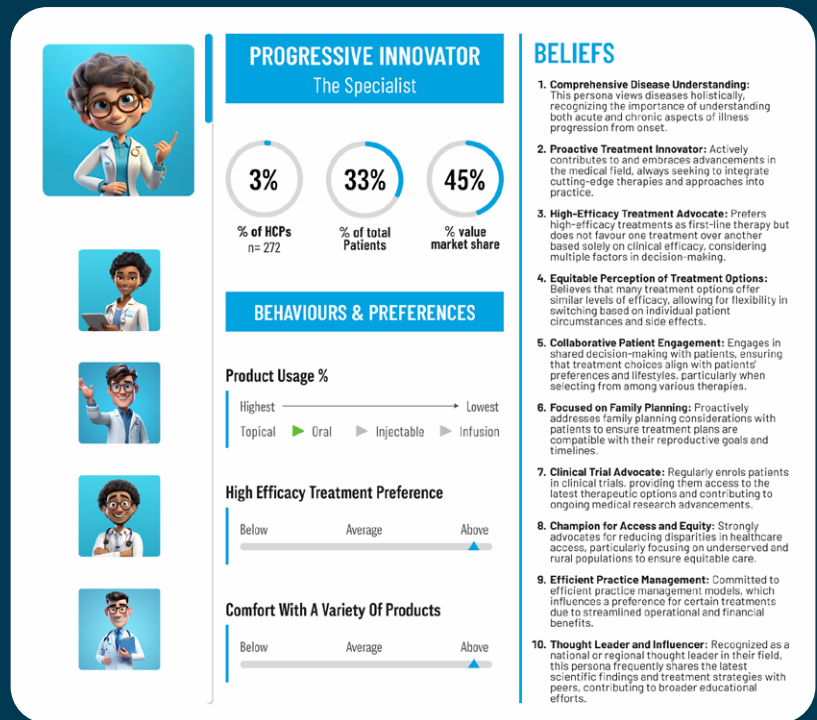 PROGRESSIVE INNOVATOR
The Specialist
3%
33%
45%
% of HCPs
n= 272
% of total
Patients
% value
market share
BEHAVIOURS & PREFERENCES
Product Usage %
Highest
Lowest
Topical
Oral
Injectable
Infusion
High Efficacy Treatment Preference
Below
Average
Above
Comfort With A Variety Of Products
Below
Average
Above
BELIEFS
1. Comprehensive Disease Understanding:
This persona views diseases holistically,
recognizing the importance of understanding
both acute and chronic aspects of illness
progression from onset.
2. Proactive Treatment Innovator: Actively
contributes to and embraces advancements in
the medical field, always seeking to integrate
cutting-edge therapies and approaches into
practice.
3. High-Efficacy Treatment Advocate: Prefers
high-efficacy treatments as first-line therapy but
does not favour one treatment over another
based solely on clinical efficacy, considering
multiple factors in decision-making.
4. Equitable Perception of Treatment Options:
Believes that many treatment options offer
similar levels of efficacy, allowing for flexibility in
switching based on individual patient
circumstances and side effects.
5. Collaborative Patient Engagement: Engages in
shared decision-making with patients, ensuring
that treatment choices align with patients'
preferences and lifestyles, particularly when
selecting from among various therapies.
6. Focused on Family Planning: Proactively
addresses family planning considerations with
patients to ensure treatment plans are
compatible with their reproductive goals and
timelines.
7. Clinical Trial Advocate: Regularly enrols patients
in clinical trials, providing them access to the
latest therapeutic options and contributing to
ongoing medical research advancements.
8. Champion for Access and Equity: Strongly
advocates for reducing disparities in healthcare
access, particularly focusing on underserved and
rural populations to ensure equitable care.
9. Efficient Practice Management: Committed to
efficient practice management models, which
influences a preference for certain treatments
due to streamlined operational and financial
benefits.
10. Thought Leader and Influencer: Recognized as a
national or regional thought leader in their field,
this persona frequently shares the latest
scientific findings and treatment strategies with
peers, contributing to broader educational
efforts.